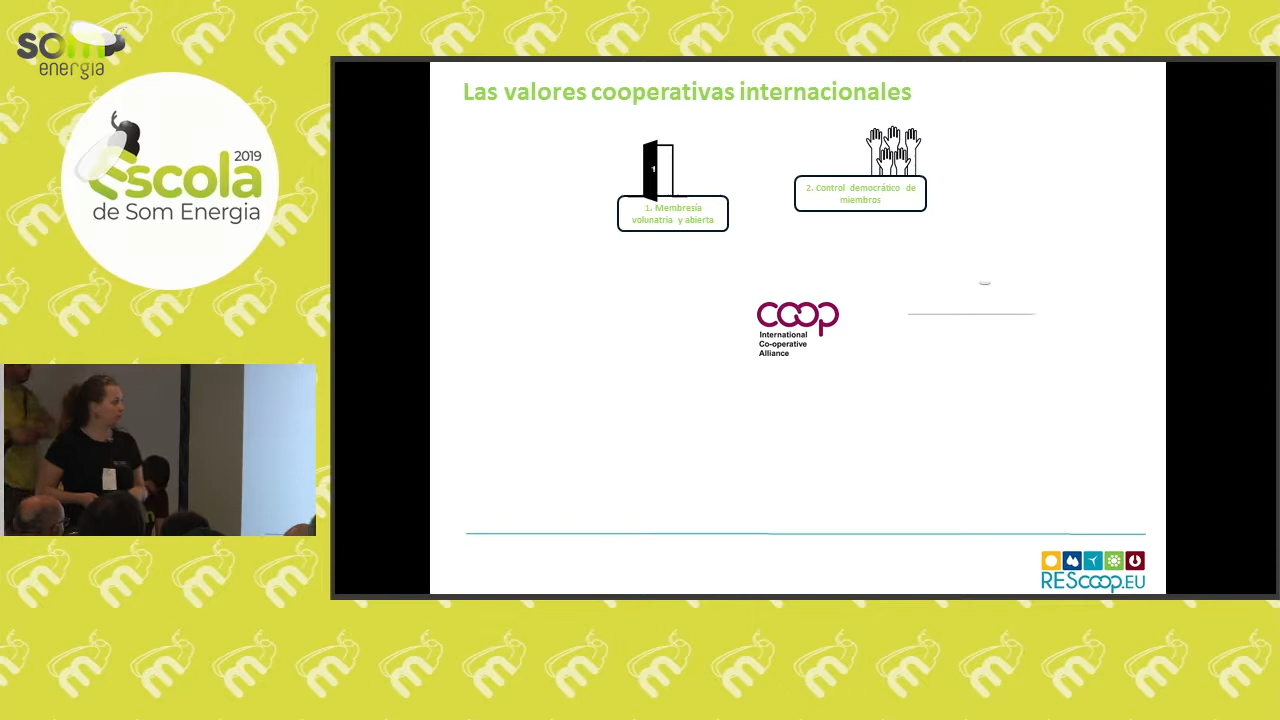 som
energia
2019
Escola
de Som Energia
Las valores cooperativas internacionales
1. Membresía
volunatria y abierta
2. Control democrático de
miembros
coop
International
Co-operative
Alliance
REScoop.EU